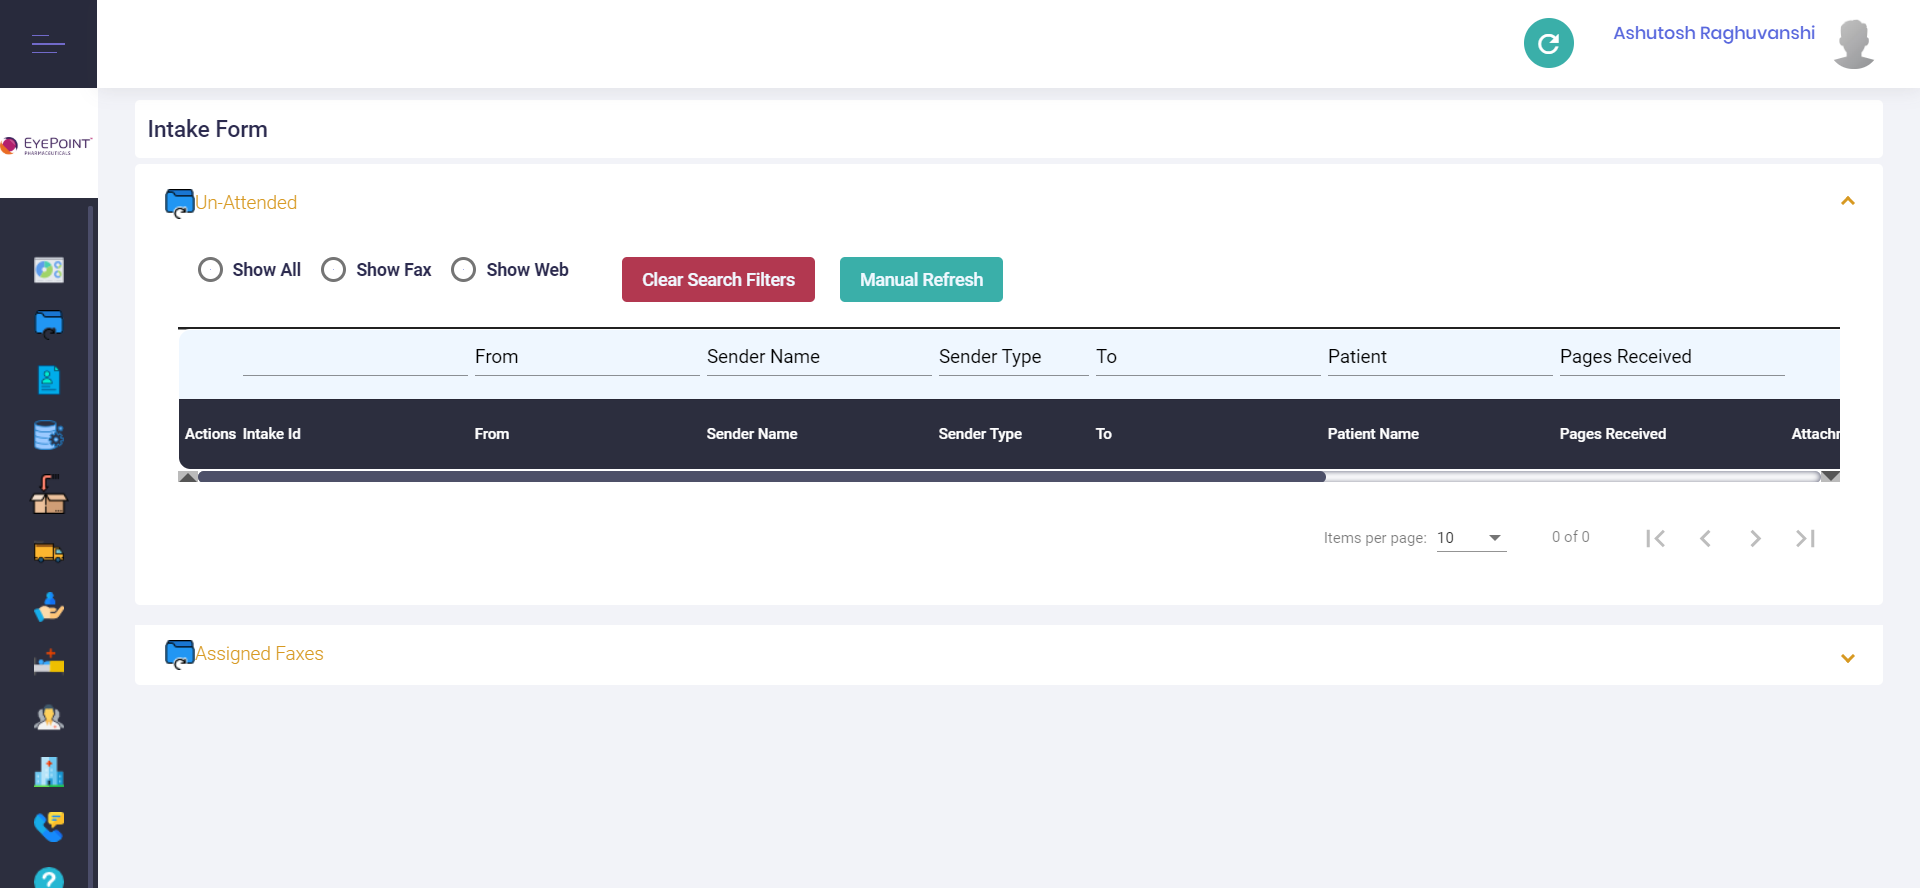 Ashutosh Raghuvanshi
EYEPOINT
PHARMACEUTICALS
Intake Form
Un-Attended
Show All Show Fax Show Web Clear Search Filters Manual Refresh
From Sender Name Sender Type To Patient Pages Received
Actions Intake Id From Sender Name Sender Type To Patient Name Pages Received Attachr
Items per page: 10 0 of 0
Assigned Faxes
?